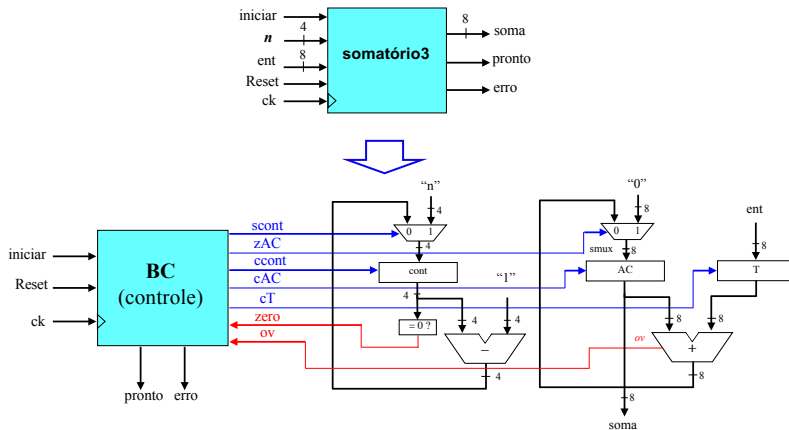 iniciar
n
4
ent
8
Reset
ck
somatório3
8
soma
pronto
erro
iniciar
Reset
ck
BC
(controle)
scont
zAC
ccont
cAC
cT
zero
ov
pronto
erro
“n”
4
0 1
4
cont
4
= 0 ?
“1”
4
4
–
4
“0”
8
0 1
smux
8
AC
ent
8
T
8
8
ov
+
8
8
soma